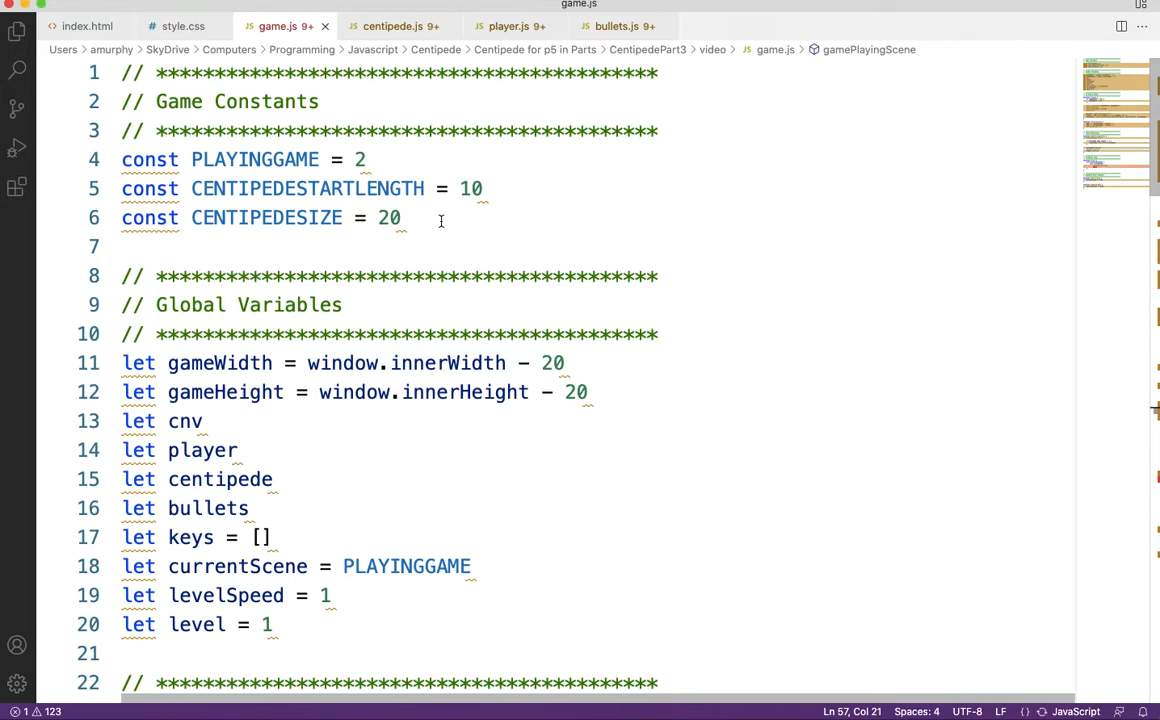 game.js
index.html
style.css
game.js 9+
centipede.js 9+
player.js 9+
bullets.js 9+
Users › amurphy › SkyDrive › Computers › Programming › Javascript › Centipede › Centipede for p5 in Parts › CentipedePart3 › video › JS game.js › gamePlayingScene
1 // *******************************************
2 // Game Constants
3 // *******************************************
4 const PLAYINGGAME = 2
5 const CENTIPEDESTARTLENGTH = 10
6 const CENTIPEDESIZE = 20
7
8 // *******************************************
9 // Global Variables
10 // *******************************************
11 let gameWidth = window.innerWidth - 20
12 let gameHeight = window.innerHeight - 20
13 let cnv
14 let player
15 let centipede
16 let bullets
17 let keys = []
18 let currentScene = PLAYINGGAME
19 let levelSpeed = 1
20 let level = 1
21
22 // *******************************************
1 123 Ln 57, Col 21 Spaces: 4 UTF-8 LF {} JavaScript